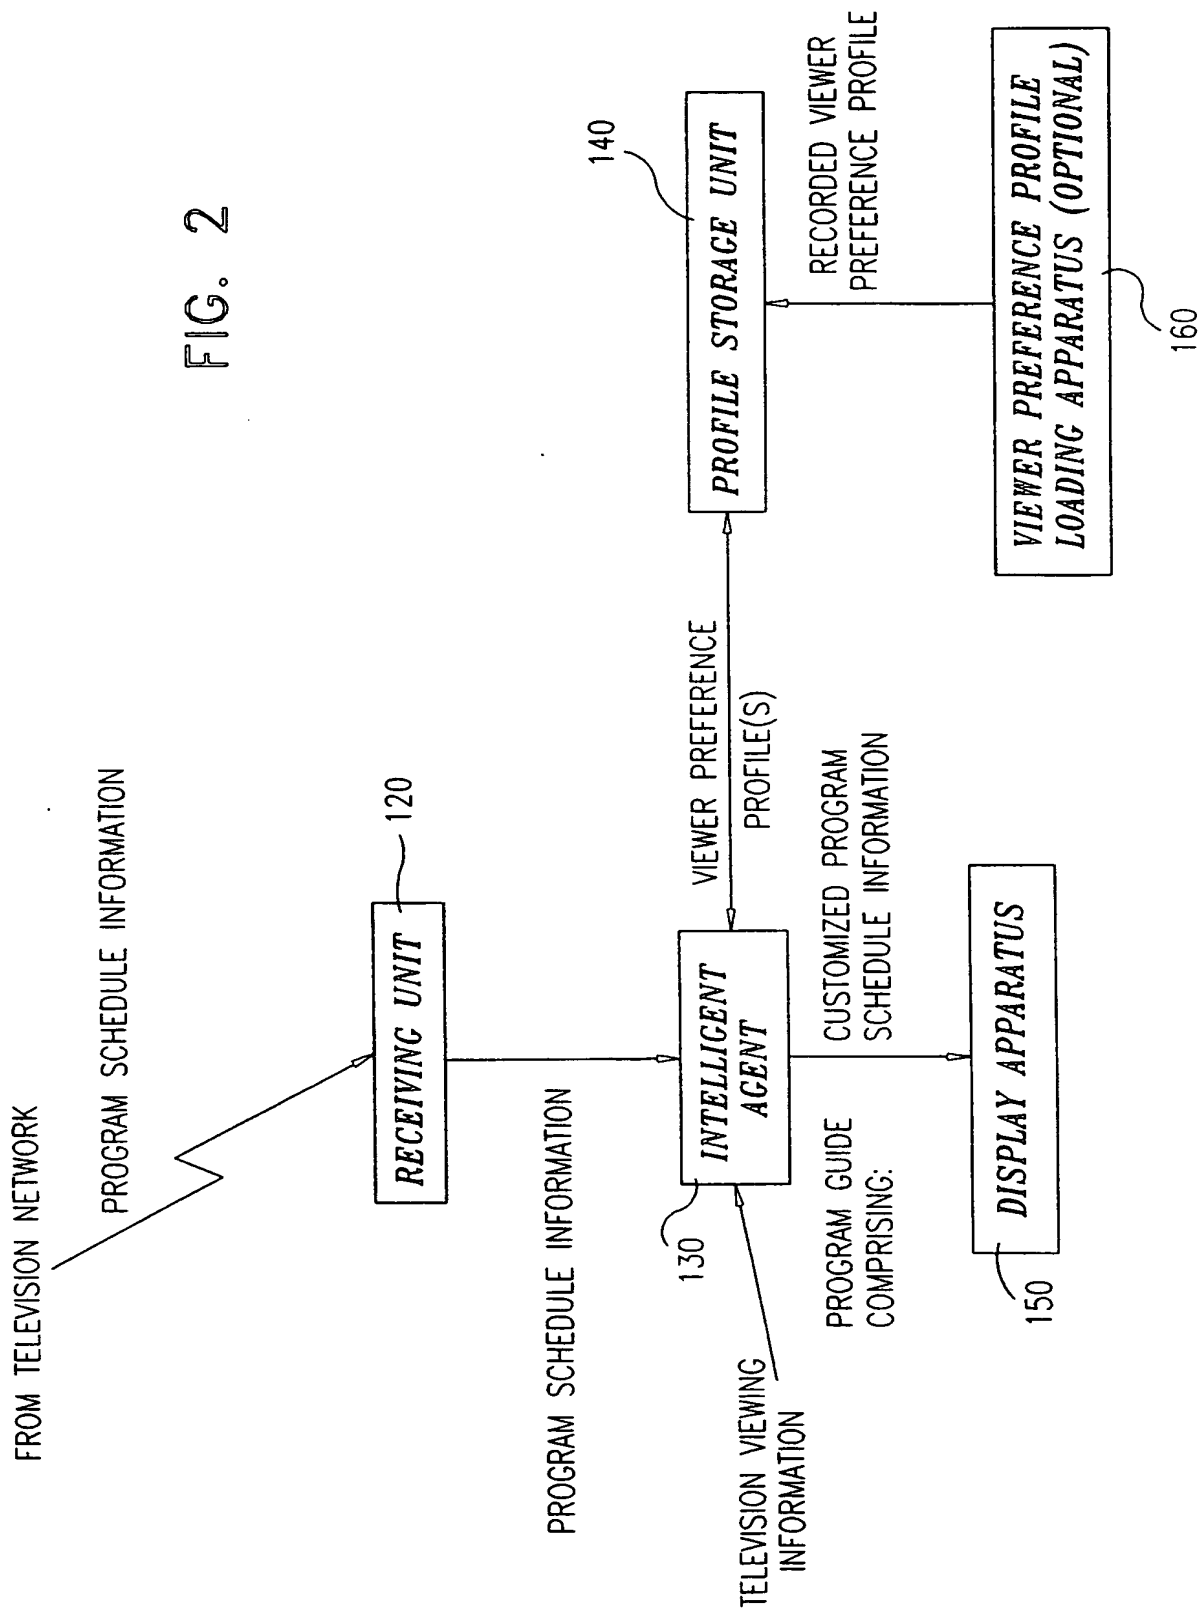 FIG. 2
FROM TELEVISION NETWORK
PROGRAM SCHEDULE INFORMATION
RECEIVING UNIT
120
PROGRAM SCHEDULE INFORMATION
TELEVISION VIEWING
INFORMATION
130
INTELLIGENT
AGENT
VIEWER PREFERENCE
PROFILE(S)
140
PROFILE STORAGE UNIT
PROGRAM GUIDE
COMPRISING:
CUSTOMIZED PROGRAM
SCHEDULE INFORMATION
RECORDED VIEWER
PREFERENCE PROFILE
150
DISPLAY APPARATUS
VIEWER PREFERENCE PROFILE
LOADING APPARATUS (OPTIONAL)
160